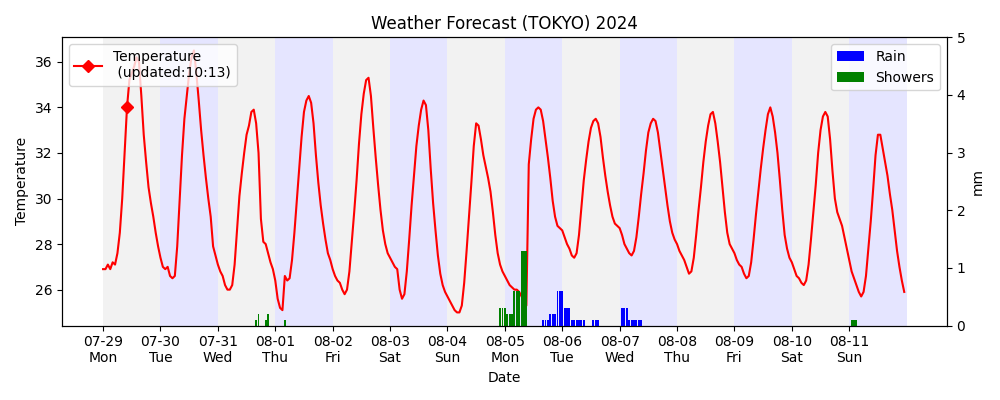 Weather Forecast (TOKYO) 2024
Temperature
(updated:10:13)
Rain
Showers
Temperature
36
34
32
30
28
26
5
4
3
2
1
0
mm
07-29 07-30 07-31 08-01 08-02 08-03 08-04 08-05 08-06 08-07 08-08 08-09 08-10 08-11
Mon Tue Wed Thu Fri Sat Sun Mon Tue Wed Thu Fri Sat Sun
Date